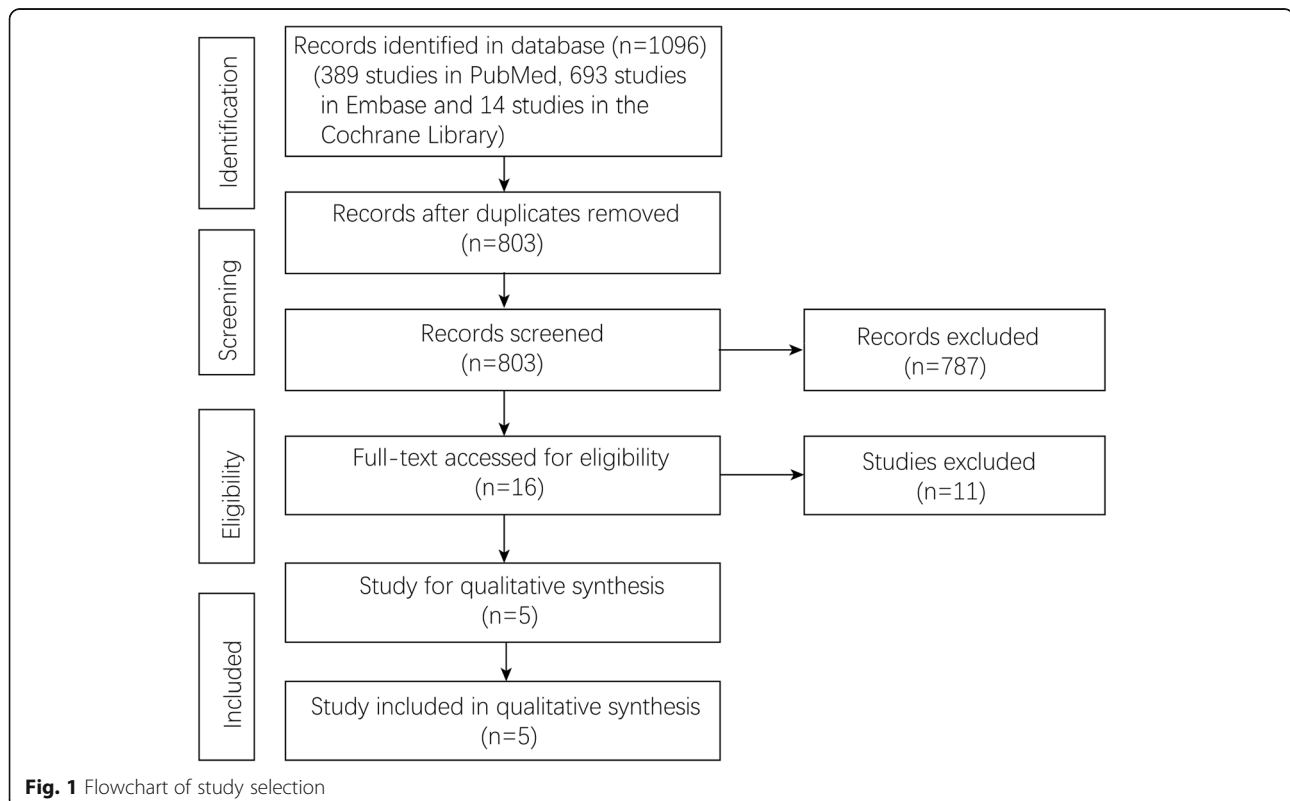 Identification
Records identified in database (n=1096)
(389 studies in PubMed, 693 studies
in Embase and 14 studies in the
Cochrane Library)
Records after duplicates removed
(n=803)
Screening
Records screened
(n=803)
Records excluded
(n=787)
Eligibility
Full-text accessed for eligibility
(n=16)
Studies excluded
(n=11)
Study for qualitative synthesis
(n=5)
Included
Study included in qualitative synthesis
(n=5)
Fig. 1 Flowchart of study selection